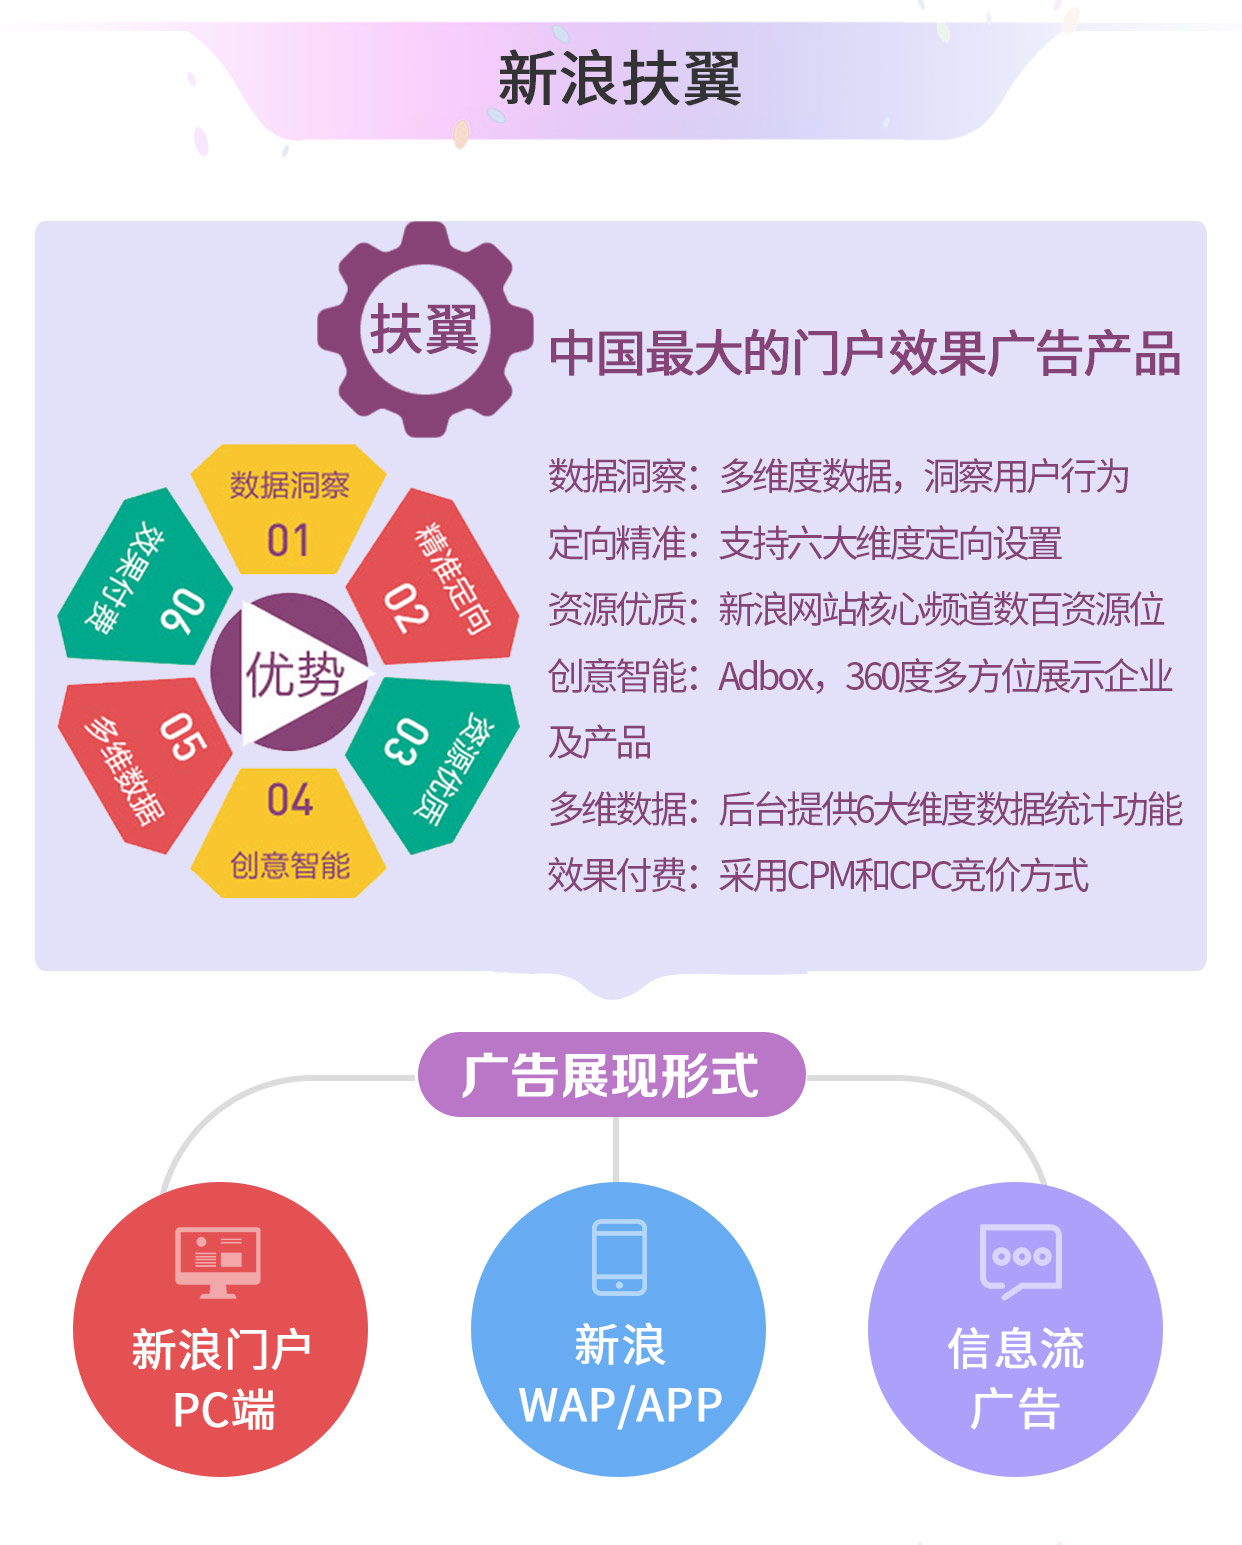 新浪扶翼
扶翼
中国最大的门户效果广告产品
数据洞察
01
精准定向
02
资源优质
03
04
创意智能
05
多维数据
06
效果付费
优势
数据洞察：多维度数据，洞察用户行为
定向精准：支持六大维度定向设置
资源优质：新浪网站核心频道数百资源位
创意智能：Adbox，360度多方位展示企业
及产品
多维数据：后台提供6大维度数据统计功能
效果付费：采用CPM和CPC竞价方式
广告展现形式
新浪门户
PC端
新浪
WAP/APP
信息流
广告